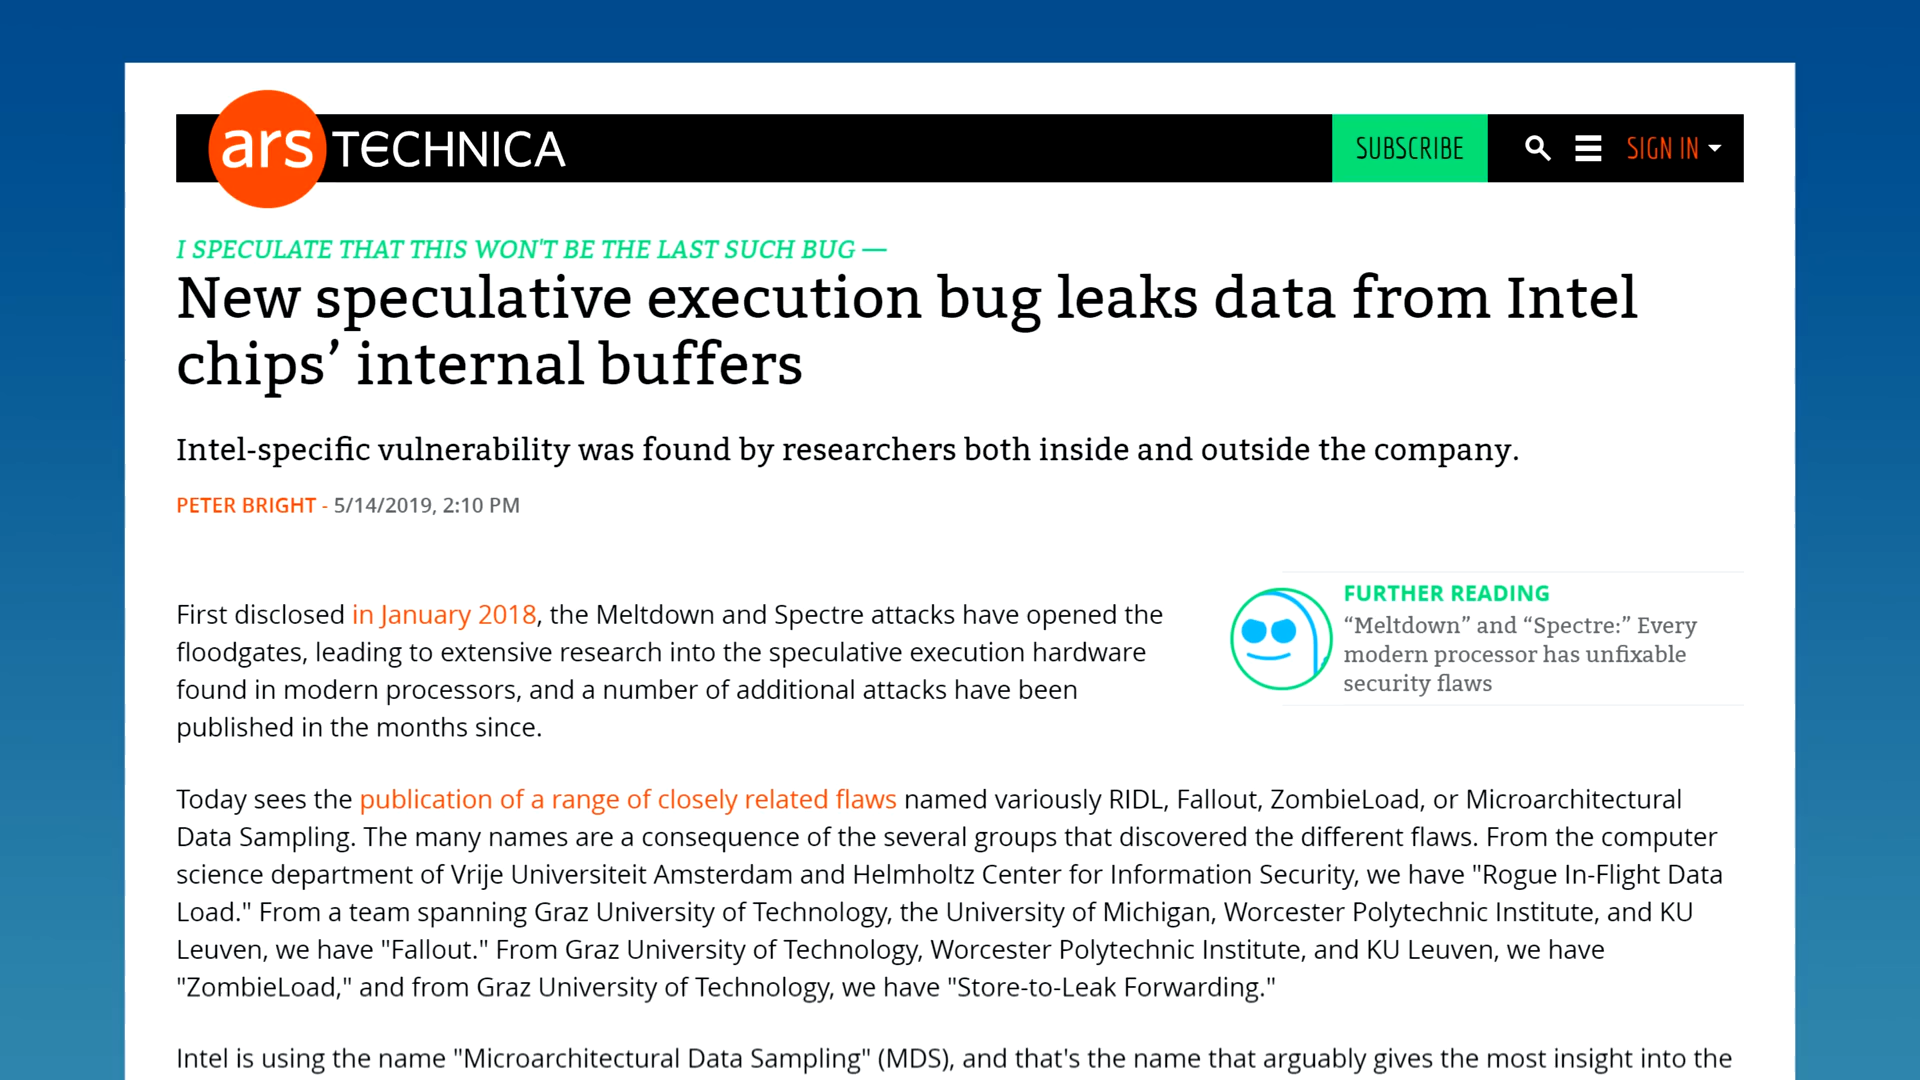 ars TECHNICA
SUBSCRIBE
SIGN IN
I SPECULATE THAT THIS WON'T BE THE LAST SUCH BUG —
New speculative execution bug leaks data from Intel
chips’ internal buffers
Intel-specific vulnerability was found by researchers both inside and outside the company.
PETER BRIGHT - 5/14/2019, 2:10 PM
First disclosed in January 2018, the Meltdown and Spectre attacks have opened the
floodgates, leading to extensive research into the speculative execution hardware
found in modern processors, and a number of additional attacks have been
published in the months since.
FURTHER READING
“Meltdown” and “Spectre:” Every
modern processor has unfixable
security flaws
Today sees the publication of a range of closely related flaws named variously RIDL, Fallout, ZombieLoad, or Microarchitectural
Data Sampling. The many names are a consequence of the several groups that discovered the different flaws. From the computer
science department of Vrije Universiteit Amsterdam and Helmholtz Center for Information Security, we have "Rogue In-Flight Data
Load." From a team spanning Graz University of Technology, the University of Michigan, Worcester Polytechnic Institute, and KU
Leuven, we have "Fallout." From Graz University of Technology, Worcester Polytechnic Institute, and KU Leuven, we have
"ZombieLoad," and from Graz University of Technology, we have "Store-to-Leak Forwarding."
Intel is using the name "Microarchitectural Data Sampling" (MDS), and that's the name that arguably gives the most insight into the